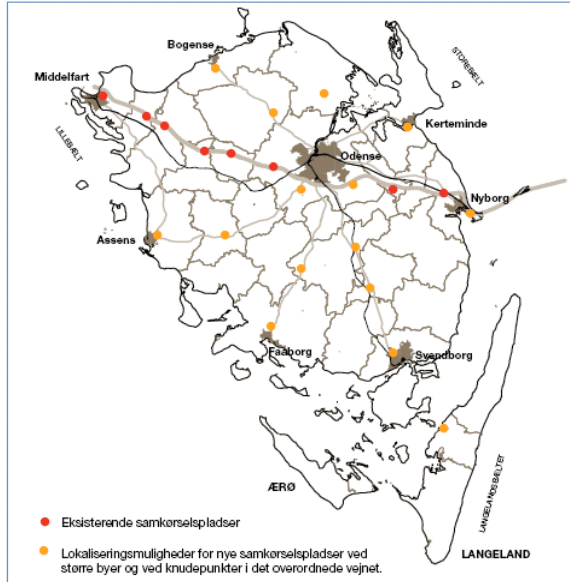 Bogense
STOREBÆLT
Middelfart
LILLEBÆLT
Kerteminde
Odense
Nyborg
Assens
Faaborg
Svendborg
ÆRØ
LANGELANDSBÆLTET
LANGELAND
Eksisterende samkørselspladser
Lokaliseringsmuligheder for nye samkørselspladser ved
større byer og ved knudepunkter i det overordnede vejnet.